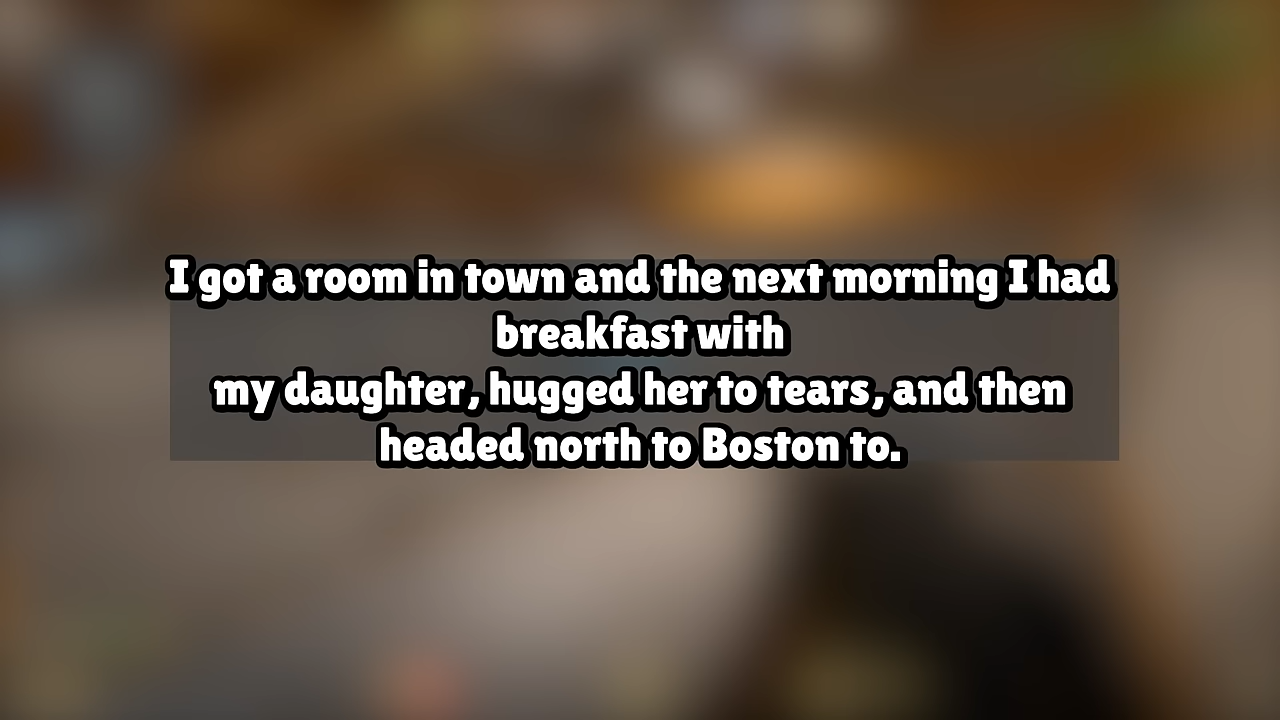 I got a room in town and the next morning I had
breakfast with
my daughter, hugged her to tears, and then
headed north to Boston to.